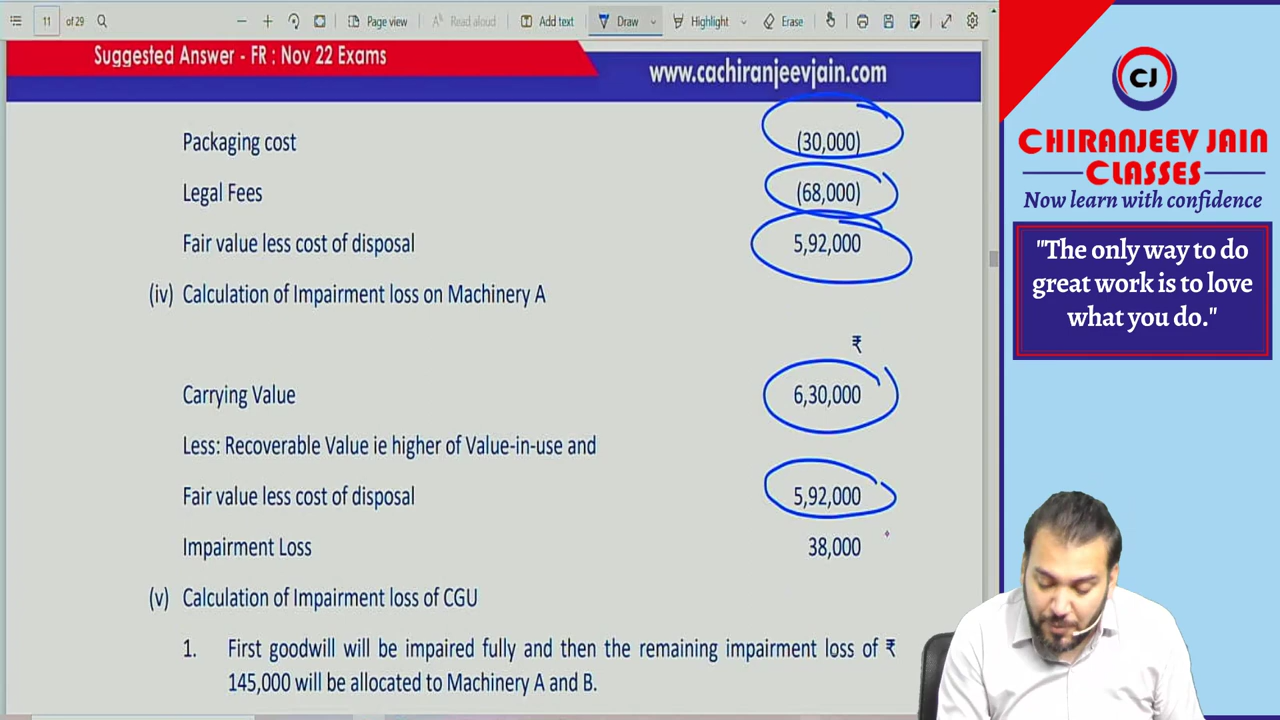 11 of 29 Page view Read aloud Add text Draw Highlight Erase
Suggested Answer - FR : Nov 22 Exams
www.cachiranjeevjain.com
Packaging cost (30,000)
Legal Fees (68,000)
Fair value less cost of disposal 5,92,000
(iv) Calculation of Impairment loss on Machinery A
₹
Carrying Value 6,30,000
Less: Recoverable Value ie higher of Value-in-use and
Fair value less cost of disposal 5,92,000
Impairment Loss 38,000
(v) Calculation of Impairment loss of CGU
1. First goodwill will be impaired fully and then the remaining impairment loss of ₹
145,000 will be allocated to Machinery A and B.
CJ
CHIRANJEEV JAIN
CLASSES
Now learn with confidence
"The only way to do
great work is to love
what you do."